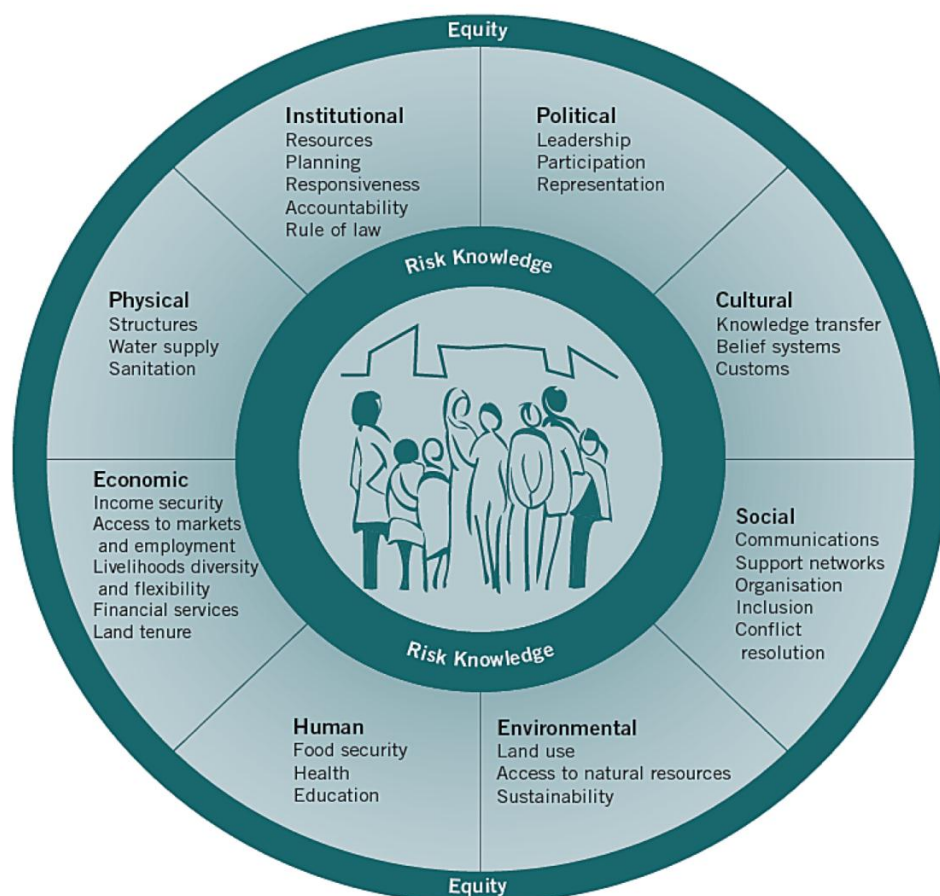 Equity
Institutional
Resources
Planning
Responsiveness
Accountability
Rule of law
Political
Leadership
Participation
Representation
Risk Knowledge
Physical
Structures
Water supply
Sanitation
Cultural
Knowledge transfer
Belief systems
Customs
Economic
Income security
Access to markets
and employment
Livelihoods diversity
and flexibility
Financial services
Land tenure
Social
Communications
Support networks
Organisation
Inclusion
Conflict
resolution
Risk Knowledge
Human
Food security
Health
Education
Environmental
Land use
Access to natural resources
Sustainability
Equity